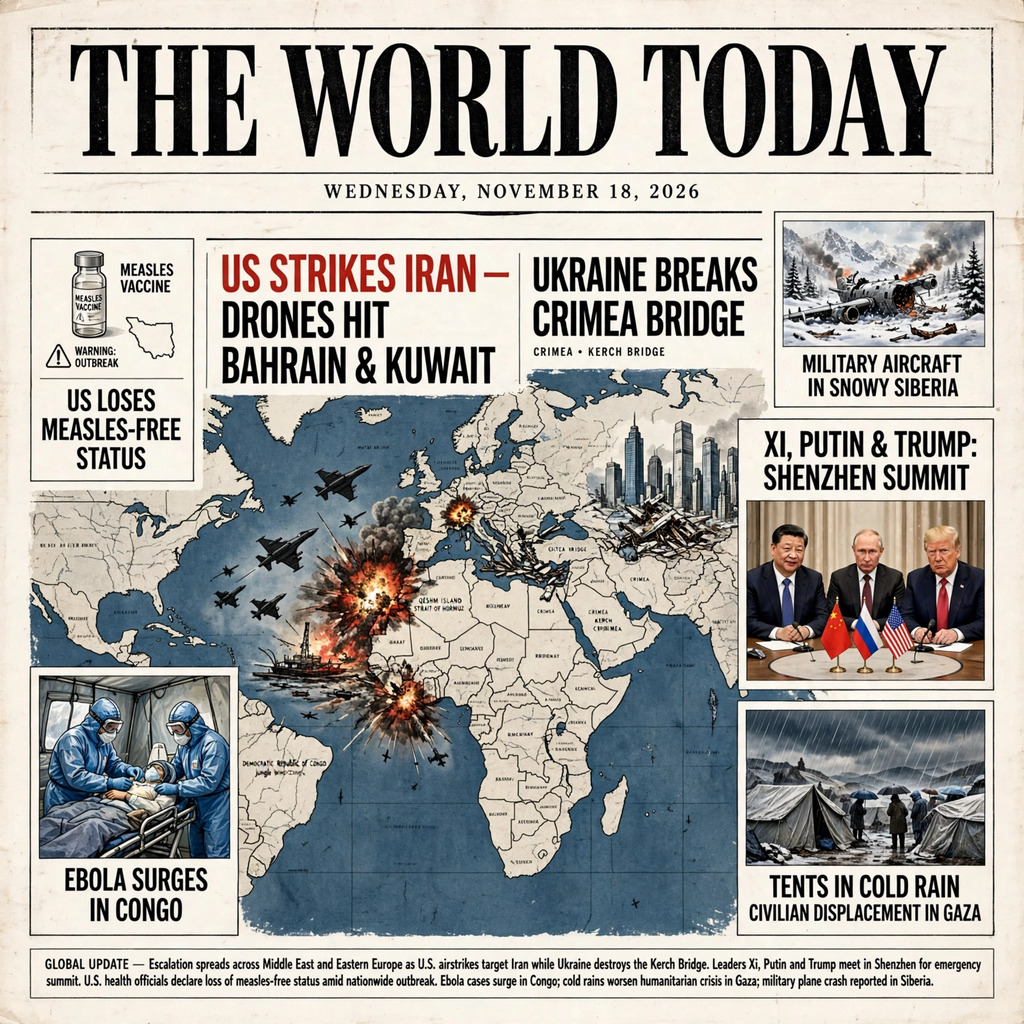 THE WORLD TODAY
WEDNESDAY, NOVEMBER 18, 2026
MEASLES
VACCINE
MEASLES
VACCINE
WARNING:
OUTBREAK
US LOSES
MEASLES-FREE
STATUS
US STRIKES IRAN —
DRONES HIT
BAHRAIN & KUWAIT
UKRAINE BREAKS
CRIMEA BRIDGE
CRIMEA • KERCH BRIDGE
MILITARY AIRCRAFT
IN SNOWY SIBERIA
XI, PUTIN & TRUMP:
SHENZHEN SUMMIT
QESHM ISLAND
STRAIT OF HORMUZ
CRIMEA
CRIMEA
CRIMEA
KERCH
DEMOCRATIC REPUBLIC OF CONGO
EBOLA SURGES
IN CONGO
TENTS IN COLD RAIN
CIVILIAN DISPLACEMENT IN GAZA
GLOBAL UPDATE — Escalation spreads across Middle East and Eastern Europe as U.S. airstrikes target Iran while Ukraine destroys the Kerch Bridge. Leaders Xi, Putin and Trump meet in Shenzhen for emergency
summit. U.S. health officials declare loss of measles-free status amid nationwide outbreak. Ebola cases surge in Congo; cold rains worsen humanitarian crisis in Gaza; military plane crash reported in Siberia.